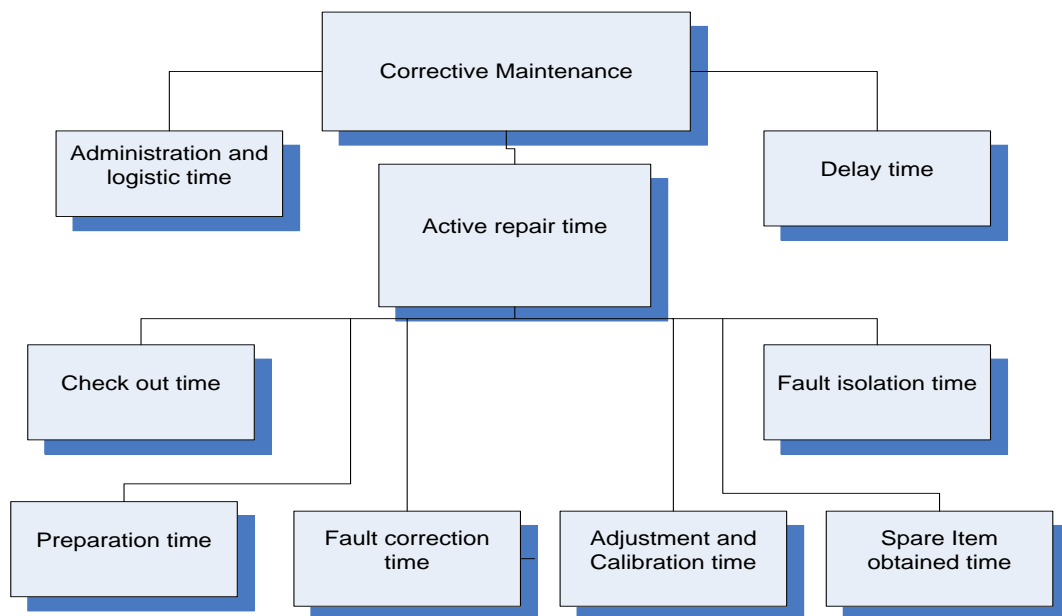 Corrective Maintenance
Administration and
logistic time
Delay time
Active repair time
Check out time
Fault isolation time
Preparation time
Fault correction
time
Adjustment and
Calibration time
Spare Item
obtained time